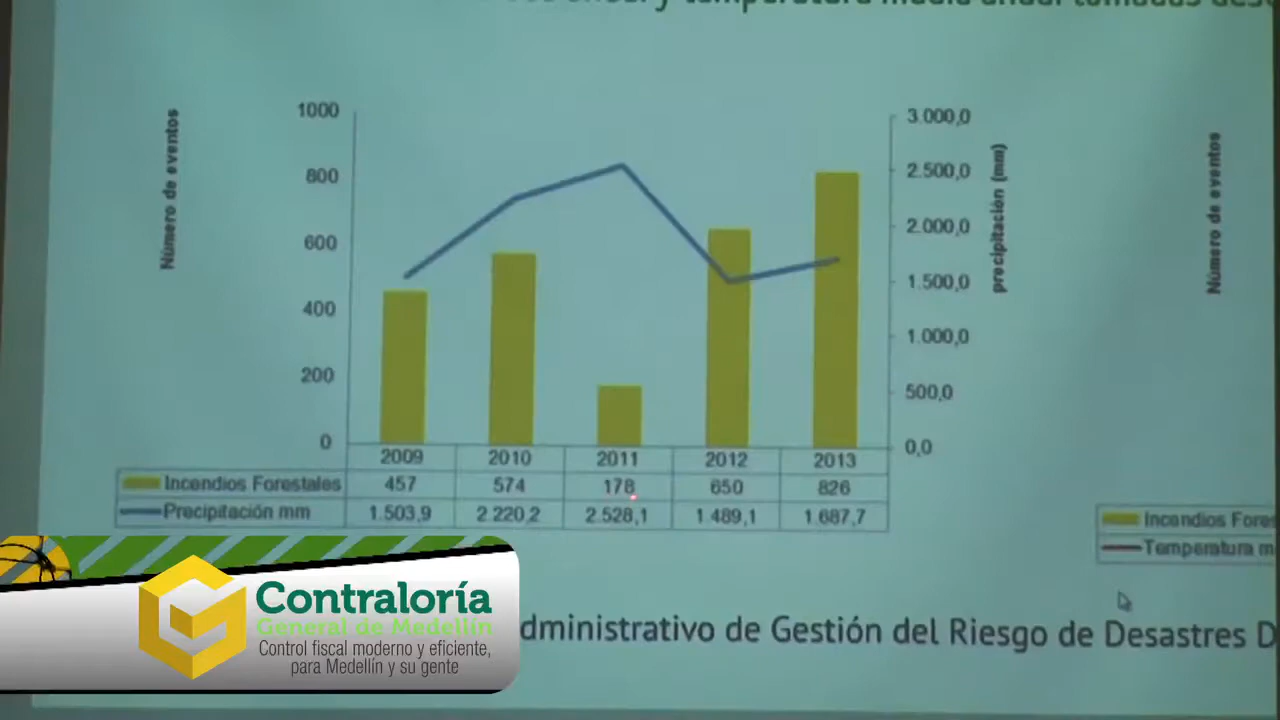 y temperatura media anual tomadas
Número de eventos
1000
800
600
400
200
0
3.000,0
2.500,0
2.000,0
1.500,0
1.000,0
500,0
0,0
precipitación (mm)
Número de eventos
2009 2010 2011 2012 2013
Incendios Forestales 457 574 178 650 826
Precipitación mm 1.503,9 2.220,2 2.528,1 1.489,1 1.687,7
Incendios Fores
Temperatura m
dministrativo de Gestión del Riesgo de Desastres D
Contraloría
General de Medellín
Control fiscal moderno y eficiente,
para Medellín y su gente